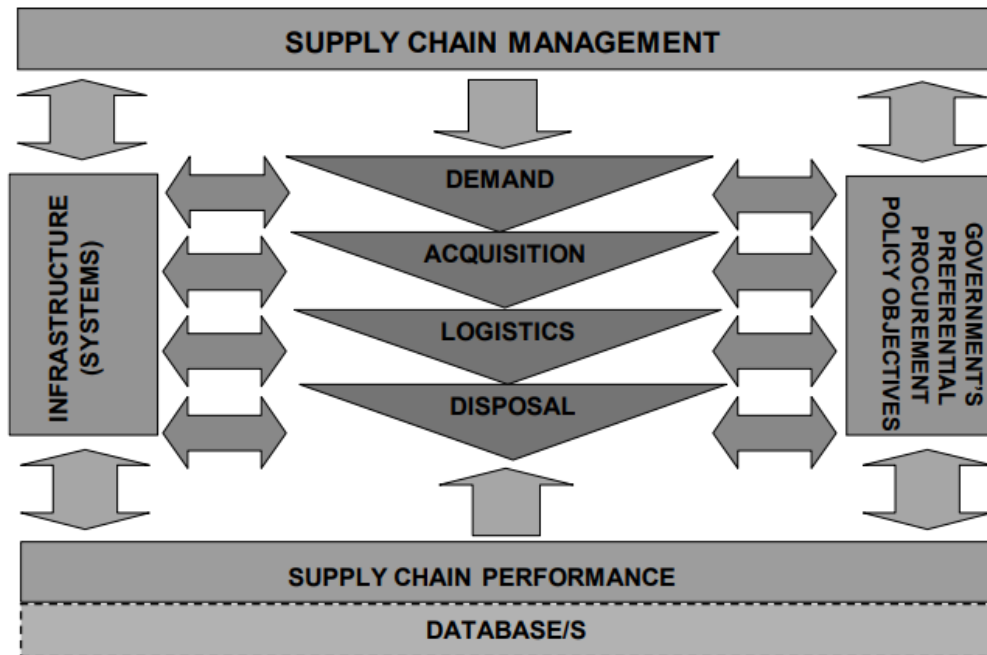 SUPPLY CHAIN MANAGEMENT
INFRASTRUCTURE
(SYSTEMS)
DEMAND
ACQUISITION
LOGISTICS
DISPOSAL
GOVERNMENT'S
PREFERENTIAL
PROCUREMENT
POLICY OBJECTIVES
SUPPLY CHAIN PERFORMANCE
DATABASE/S